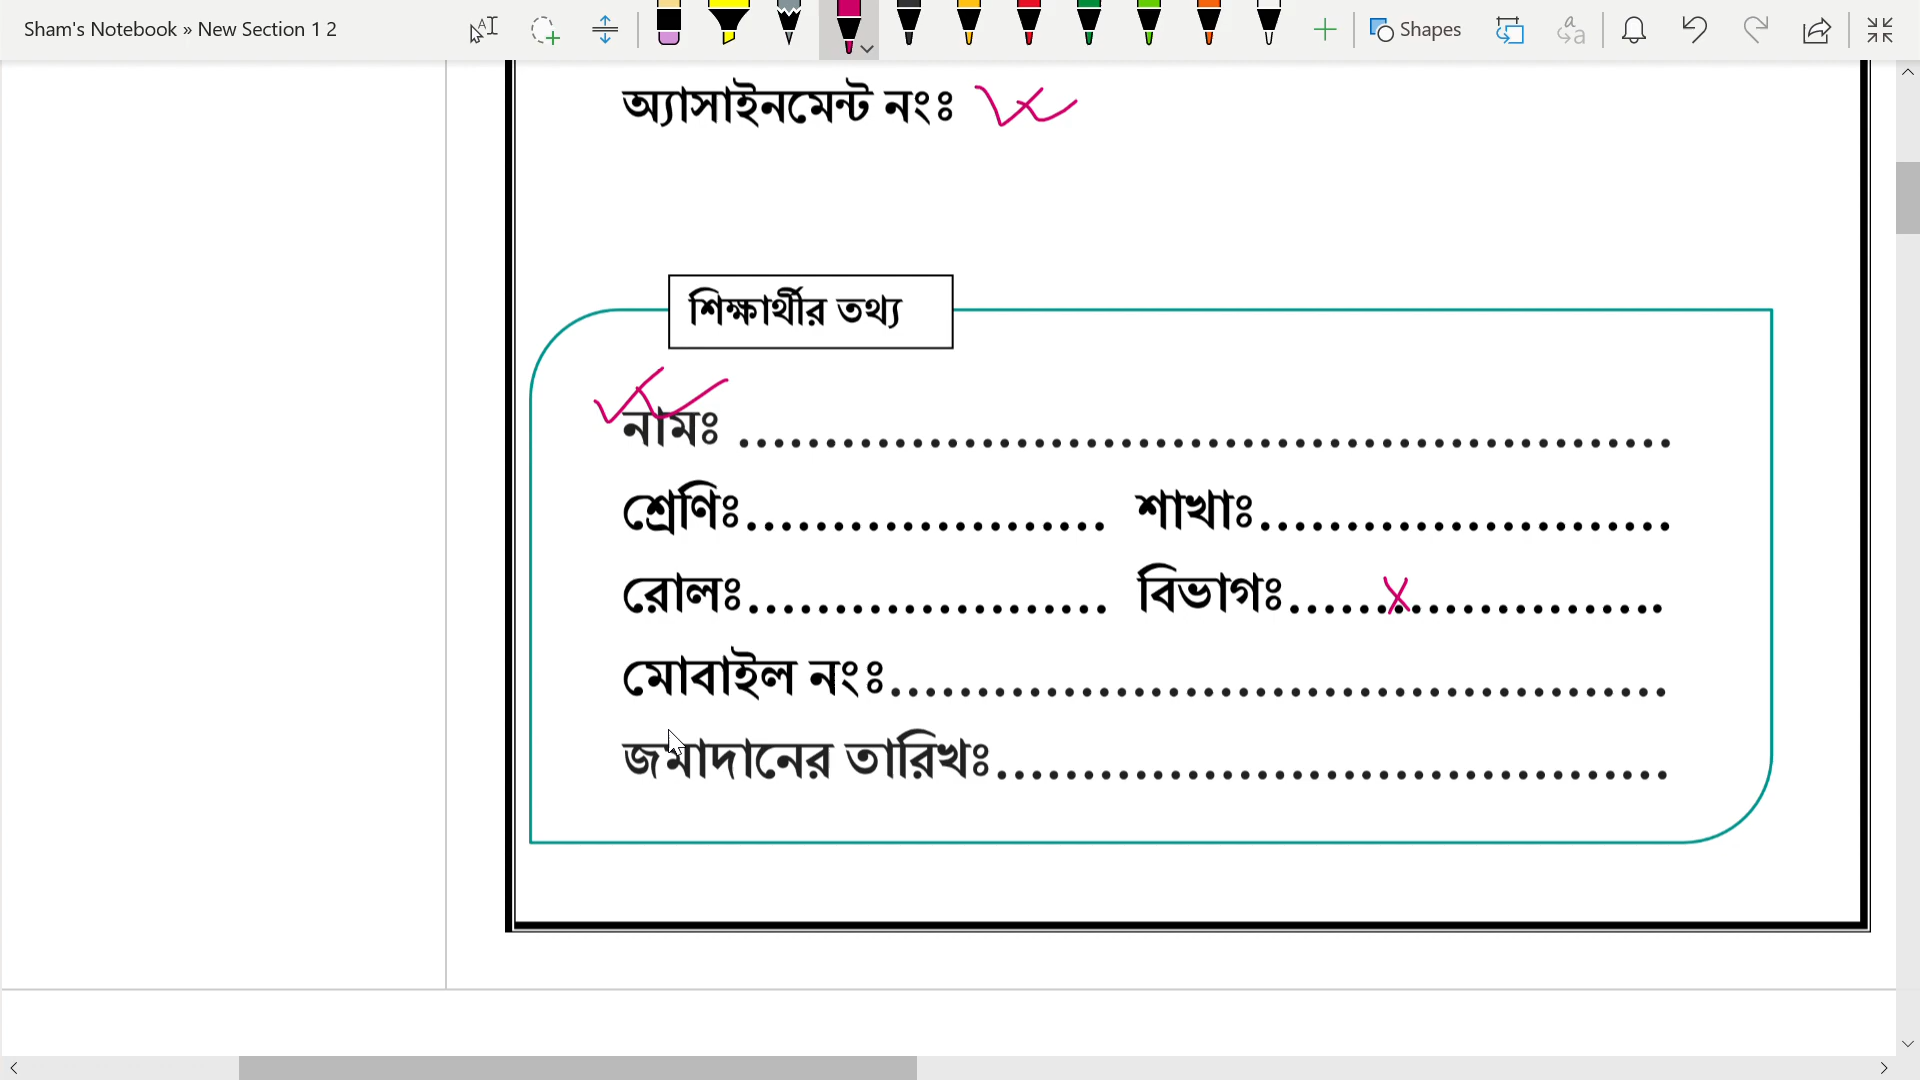 Sham's Notebook » New Section 1 2
Shapes
অ্যাসাইনমেন্ট নংঃ
শিক্ষার্থীর তথ্য
নামঃ ......................................................
শ্রেণিঃ..................... শাখাঃ........................
রোলঃ..................... বিভাগঃ......................
মোবাইল নংঃ.............................................
জমাদানের তারিখঃ.......................................